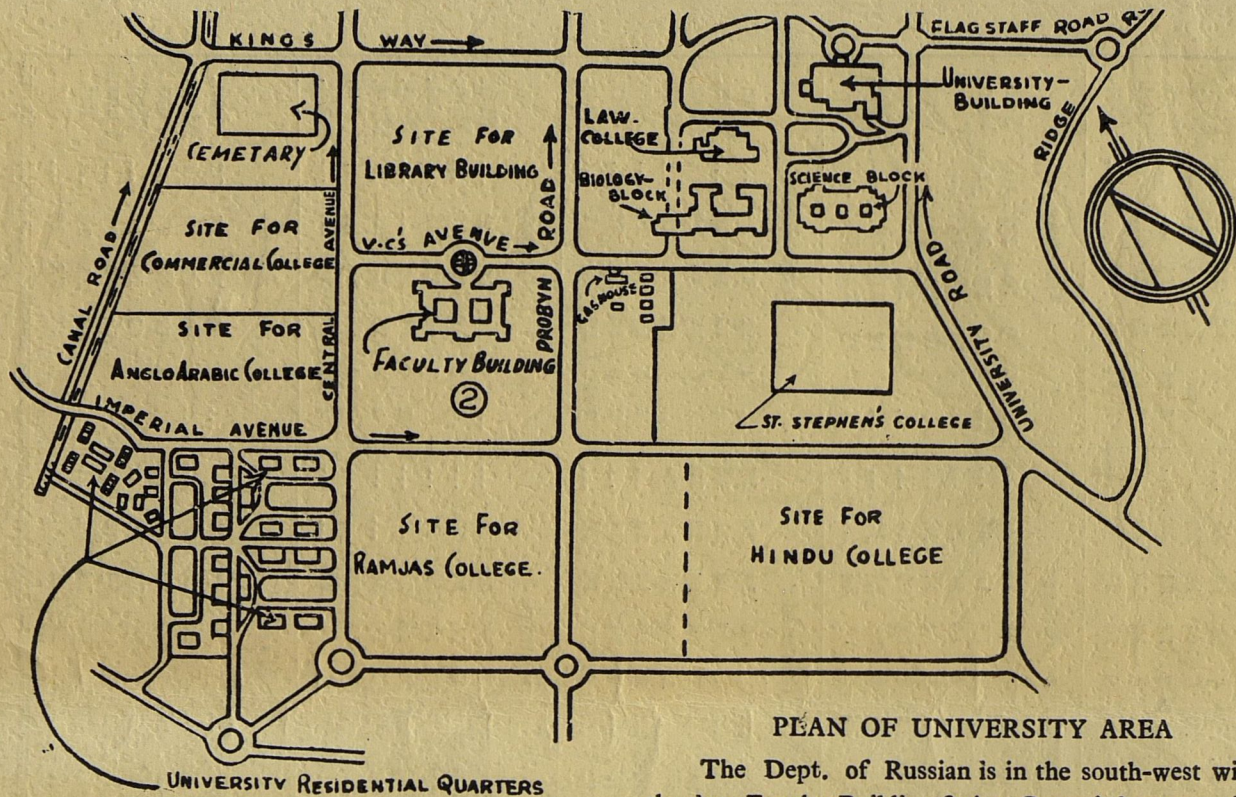 KINGS WAY
FLAGSTAFF ROAD
UNIVERSITY-
BUILDING
RIDGE
CEMETARY
SITE FOR
LIBRARY BUILDING
LAW-
COLLEGE
BIOLOGY-
BLOCK
SCIENCE BLOCK
SITE FOR
COMMERCIAL COLLEGE
CENTRAL AVENUE
V.C'S AVENUE
PROBYN ROAD
CANAL ROAD
SITE FOR
ANGLO ARABIC COLLEGE
FACULTY BUILDING
2
UNIVERSITY ROAD
UNIVERSITY
ST. STEPHEN'S COLLEGE
IMPERIAL AVENUE
SITE FOR
RAMJAS COLLEGE.
SITE FOR
HINDU COLLEGE
UNIVERSITY RESIDENTIAL QUARTERS
PLAN OF UNIVERSITY AREA
The Dept. of Russian is in the south-west